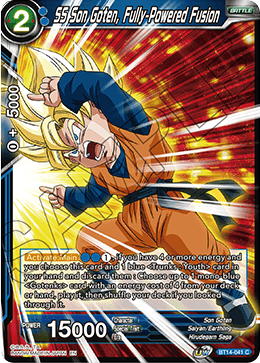 BATTLE
2
SS Son Goten, Fully-Powered Fusion
0 + 5000
Activate:Main 1 , if you have 4 or more energy and
you choose this card and 1 blue <Trunks : Youth> card in
your hand and discard them : Choose up to 1 mono-blue
<Gotenks> card with an energy cost of 4 from your deck
or hand, play it, then shuffle your deck if you looked
through it.
POWER
15000
Character
Special Trait
Era
Son Goten
Saiyan/Earthling
Hirudegarn Saga
BT14-041 C